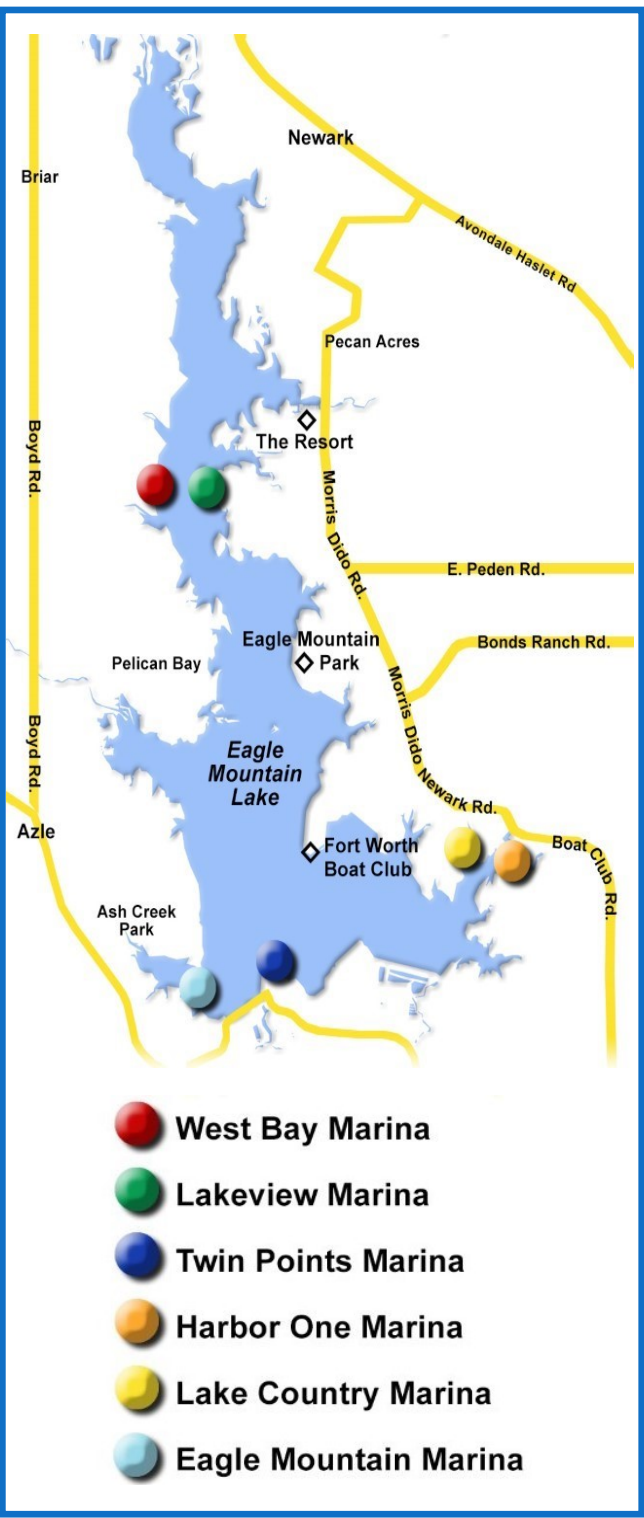 Newark
Briar
Avondale Haslet Rd
Pecan Acres
The Resort
Boyd Rd.
Morris Dido Rd.
E. Peden Rd.
Eagle Mountain
Park
Bonds Ranch Rd.
Pelican Bay
Morris Dido Newark Rd.
Boyd Rd.
Eagle
Mountain
Lake
Azle
Fort Worth
Boat Club
Boat Club Rd.
Ash Creek
Park
West Bay Marina
Lakeview Marina
Twin Points Marina
Harbor One Marina
Lake Country Marina
Eagle Mountain Marina